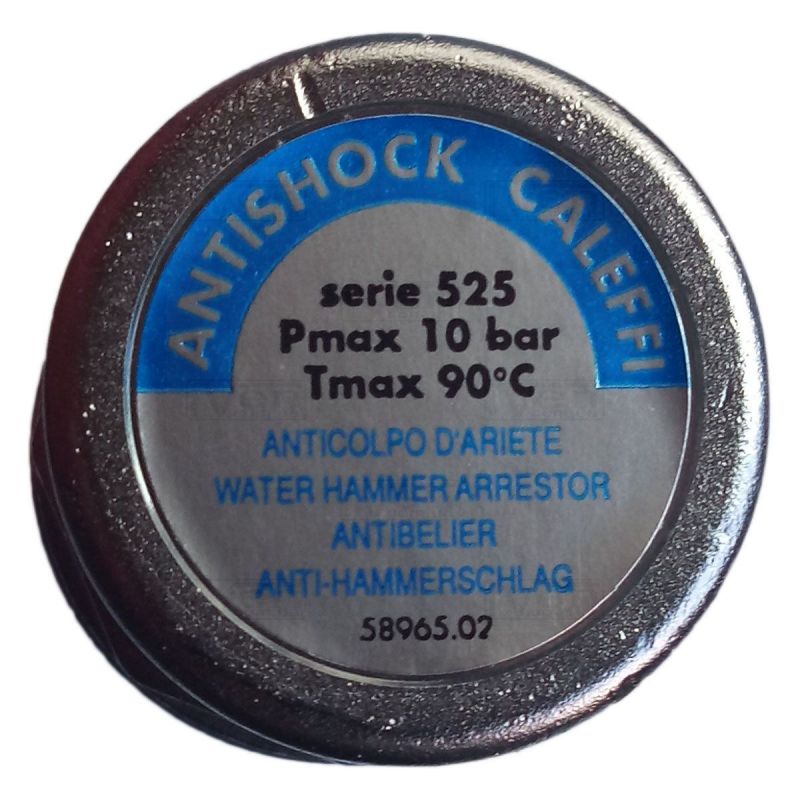 ANTISHOCK CALEFFI
serie 525
Pmax 10 bar
Tmax 90°C
ANTICOLPO D'ARIETE
WATER HAMMER ARRESTOR
ANTIBELIER
ANTI-HAMMERSCHLAG
58965.02